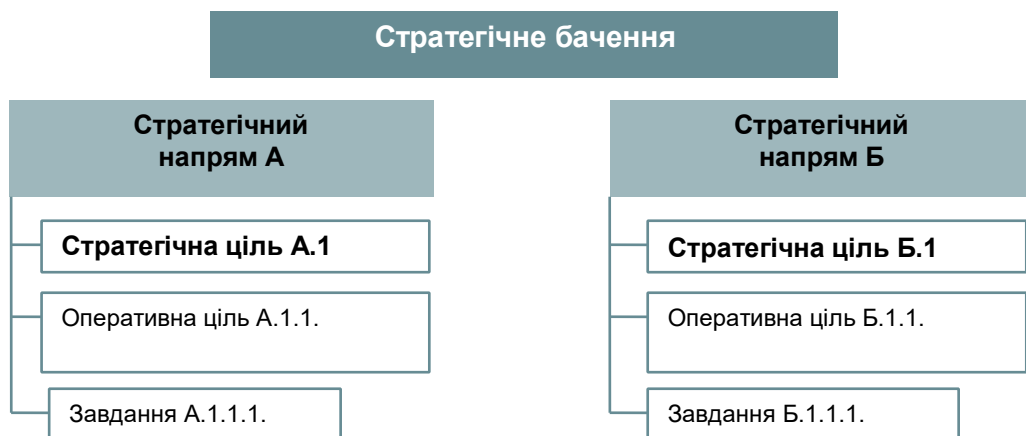 Стратегічне бачення
Стратегічний
напрям А
Стратегічна ціль А.1
Оперативна ціль А.1.1.
Завдання А.1.1.1.
Стратегічний
напрям Б
Стратегічна ціль Б.1
Оперативна ціль Б.1.1.
Завдання Б.1.1.1.